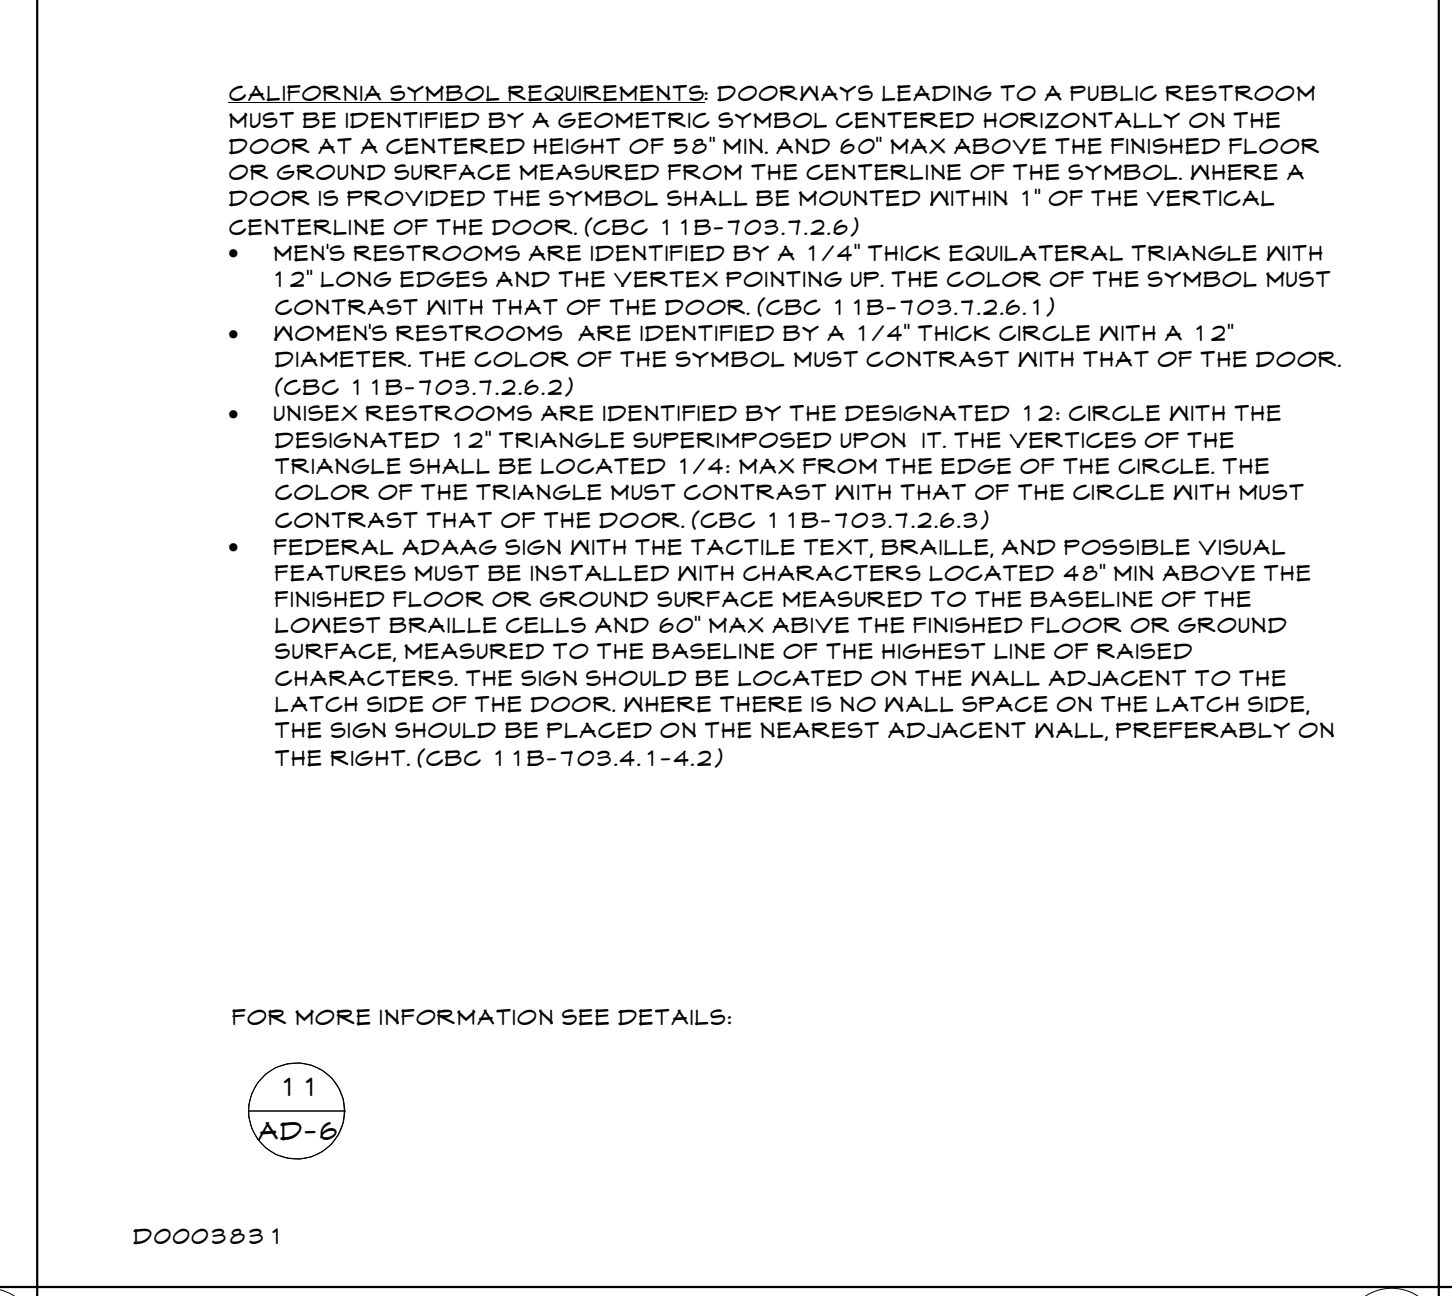 CALIFORNIA SYMBOL REQUIREMENTS: DOORWAYS LEADING TO A PUBLIC RESTROOM
MUST BE IDENTIFIED BY A GEOMETRIC SYMBOL CENTERED HORIZONTALLY ON THE
DOOR AT A CENTERED HEIGHT OF 58" MIN. AND 60" MAX ABOVE THE FINISHED FLOOR
OR GROUND SURFACE MEASURED FROM THE CENTERLINE OF THE SYMBOL. WHERE A
DOOR IS PROVIDED THE SYMBOL SHALL BE MOUNTED WITHIN 1" OF THE VERTICAL
CENTERLINE OF THE DOOR. (CBC 11B-703.7.2.6)
• MEN'S RESTROOMS ARE IDENTIFIED BY A 1/4" THICK EQUILATERAL TRIANGLE WITH
12" LONG EDGES AND THE VERTEX POINTING UP. THE COLOR OF THE SYMBOL MUST
CONTRAST WITH THAT OF THE DOOR. (CBC 11B-703.7.2.6.1)
• WOMEN'S RESTROOMS ARE IDENTIFIED BY A 1/4" THICK CIRCLE WITH A 12"
DIAMETER. THE COLOR OF THE SYMBOL MUST CONTRAST WITH THAT OF THE DOOR.
(CBC 11B-703.7.2.6.2)
• UNISEX RESTROOMS ARE IDENTIFIED BY THE DESIGNATED 12: CIRCLE WITH THE
DESIGNATED 12" TRIANGLE SUPERIMPOSED UPON IT. THE VERTICES OF THE
TRIANGLE SHALL BE LOCATED 1/4: MAX FROM THE EDGE OF THE CIRCLE. THE
COLOR OF THE TRIANGLE MUST CONTRAST WITH THAT OF THE CIRCLE WITH MUST
CONTRAST THAT OF THE DOOR. (CBC 11B-703.7.2.6.3)
• FEDERAL ADAAG SIGN WITH THE TACTILE TEXT, BRAILLE, AND POSSIBLE VISUAL
FEATURES MUST BE INSTALLED WITH CHARACTERS LOCATED 48" MIN ABOVE THE
FINISHED FLOOR OR GROUND SURFACE MEASURED TO THE BASELINE OF THE
LOWEST BRAILLE CELLS AND 60" MAX ABIVE THE FINISHED FLOOR OR GROUND
SURFACE, MEASURED TO THE BASELINE OF THE HIGHEST LINE OF RAISED
CHARACTERS. THE SIGN SHOULD BE LOCATED ON THE WALL ADJACENT TO THE
LATCH SIDE OF THE DOOR. WHERE THERE IS NO WALL SPACE ON THE LATCH SIDE,
THE SIGN SHOULD BE PLACED ON THE NEAREST ADJACENT WALL, PREFERABLY ON
THE RIGHT. (CBC 11B-703.4.1-4.2)
FOR MORE INFORMATION SEE DETAILS:
11
AD-6
D0003831